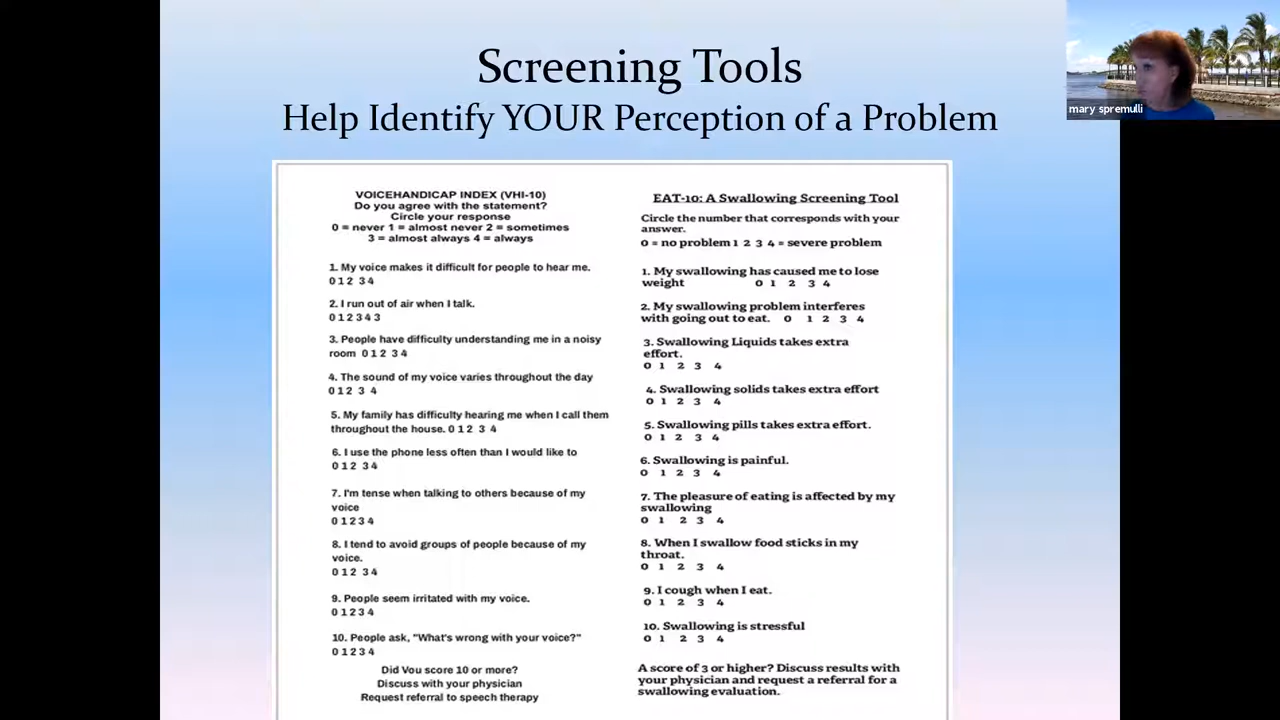 Screening Tools
Help Identify YOUR Perception of a Problem
mary spremulli
VOICEHANDICAP INDEX (VHI-10)
Do you agree with the statement?
Circle your response
0 = never 1 = almost never 2 = sometimes
3 = almost always 4 = always
1. My voice makes it difficult for people to hear me.
0 1 2 3 4
2. I run out of air when I talk.
0 1 2 3 4 3
3. People have difficulty understanding me in a noisy
room 0 1 2 3 4
4. The sound of my voice varies throughout the day
0 1 2 3 4
5. My family has difficulty hearing me when I call them
throughout the house. 0 1 2 3 4
6. I use the phone less often than I would like to
0 1 2 3 4
7. I'm tense when talking to others because of my
voice
0 1 2 3 4
8. I tend to avoid groups of people because of my
voice.
0 1 2 3 4
9. People seem irritated with my voice.
0 1 2 3 4
10. People ask, "What's wrong with your voice?"
0 1 2 3 4
Did You score 10 or more?
Discuss with your physician
Request referral to speech therapy
EAT-10: A Swallowing Screening Tool
Circle the number that corresponds with your
answer.
0 = no problem 1 2 3 4 = severe problem
1. My swallowing has caused me to lose
weight 0 1 2 3 4
2. My swallowing problem interferes
with going out to eat. 0 1 2 3 4
3. Swallowing Liquids takes extra
effort.
0 1 2 3 4
4. Swallowing solids takes extra effort
0 1 2 3 4
5. Swallowing pills takes extra effort.
0 1 2 3 4
6. Swallowing is painful.
0 1 2 3 4
7. The pleasure of eating is affected by my
swallowing
0 1 2 3 4
8. When I swallow food sticks in my
throat.
0 1 2 3 4
9. I cough when I eat.
0 1 2 3 4
10. Swallowing is stressful
0 1 2 3 4
A score of 3 or higher? Discuss results with
your physician and request a referral for a
swallowing evaluation.